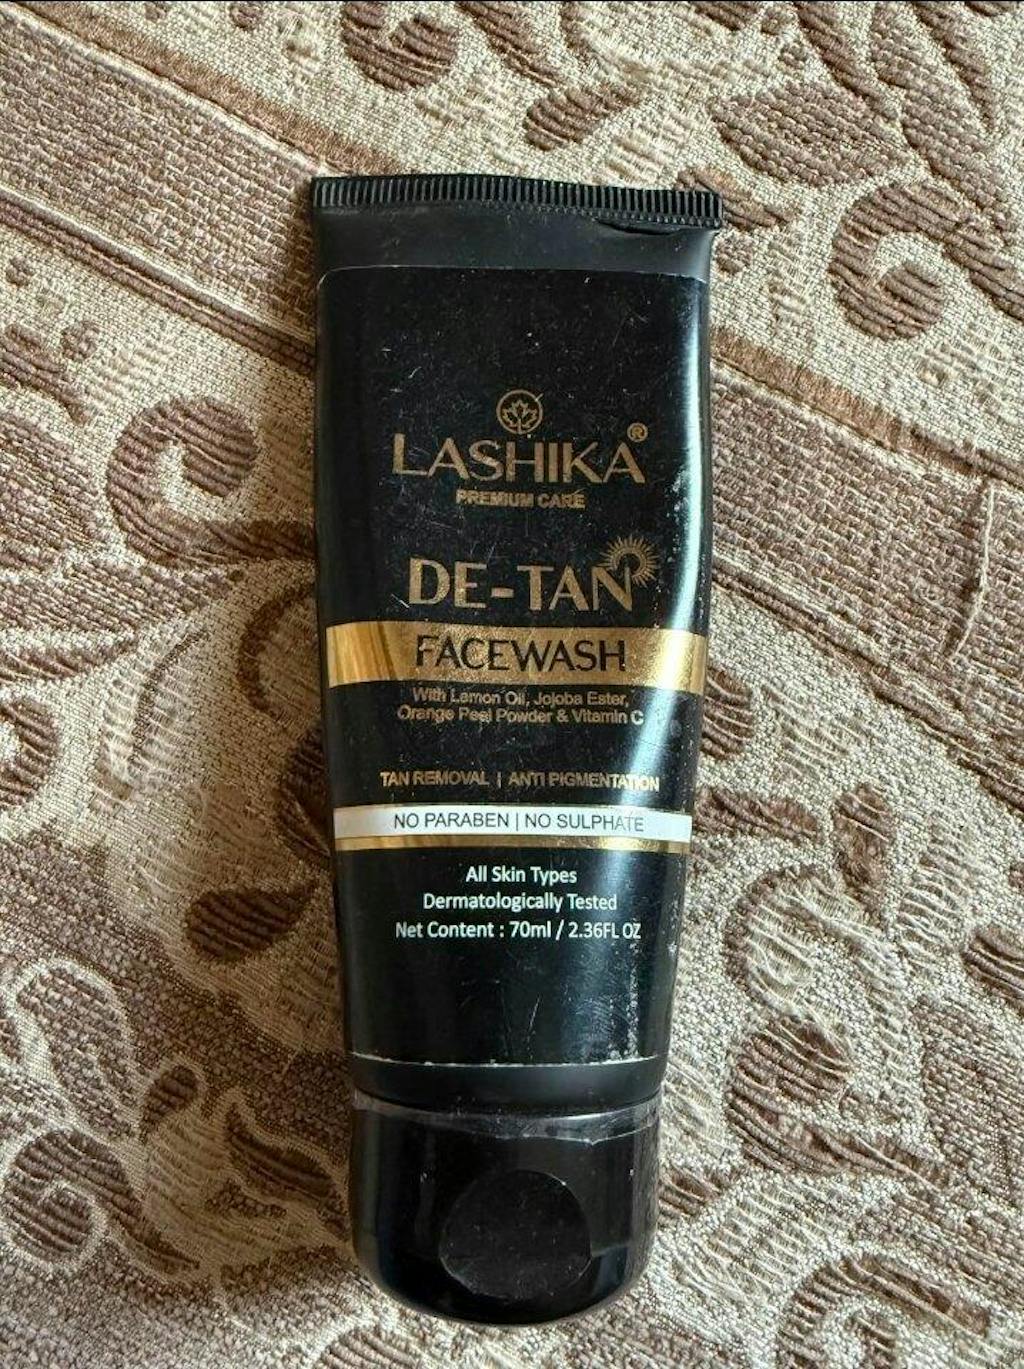 LASHIKA®
PREMIUM CARE
DE-TAN
FACEWASH
With Lemon Oil, Jojoba Ester,
Orange Peel Powder & Vitamin C
TAN REMOVAL | ANTI PIGMENTATION
NO PARABEN | NO SULPHATE
All Skin Types
Dermatologically Tested
Net Content : 70ml / 2.36FL OZ